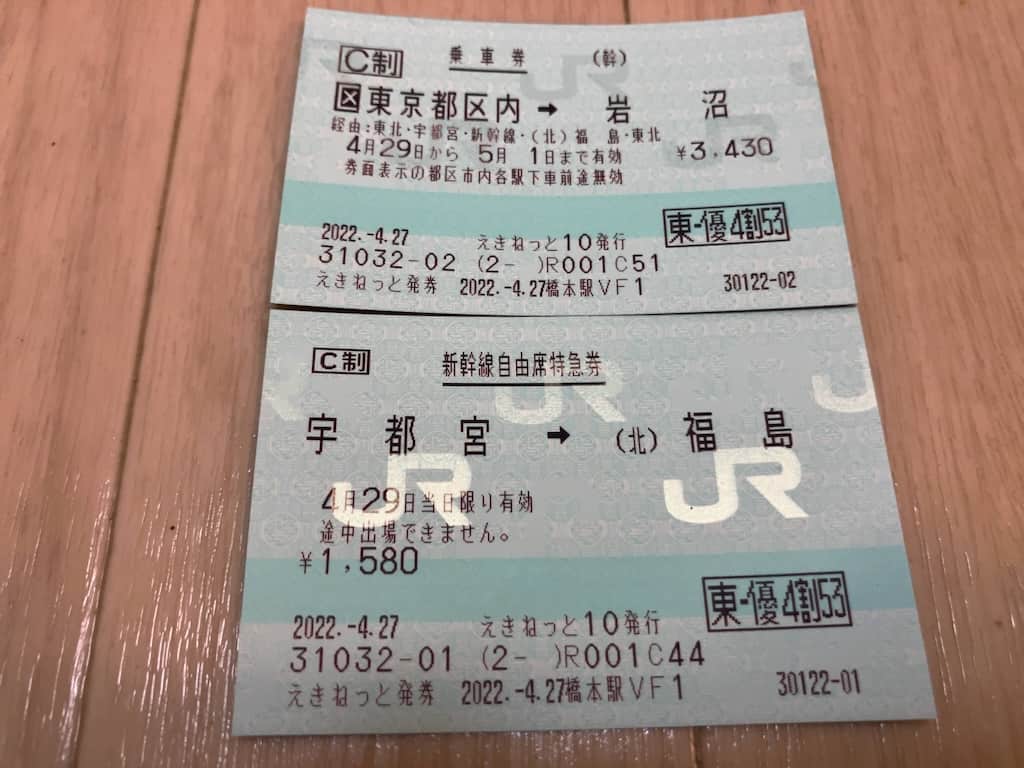 C制 乗車券 (幹)
区 東京都区内 → 岩沼
経由:東北・宇都宮・新幹線・(北)福島・東北
4月29日から 5月 1日まで有効 ¥3,430
券面表示の都区市内各駅下車前途無効
東-優4割53
2022.-4.27 えきねっと10発行
31032-02 (2- )R001C51
えきねっと発券 2022.-4.27橋本駅VF1 30122-02
C制 新幹線自由席特急券
宇都宮 → (北)福島
JR JR
4月29日当日限り有効
途中出場できません。
¥1,580
東-優4割53
2022.-4.27 えきねっと10発行
31032-01 (2- )R001C44
えきねっと発券 2022.-4.27橋本駅VF1 30122-01